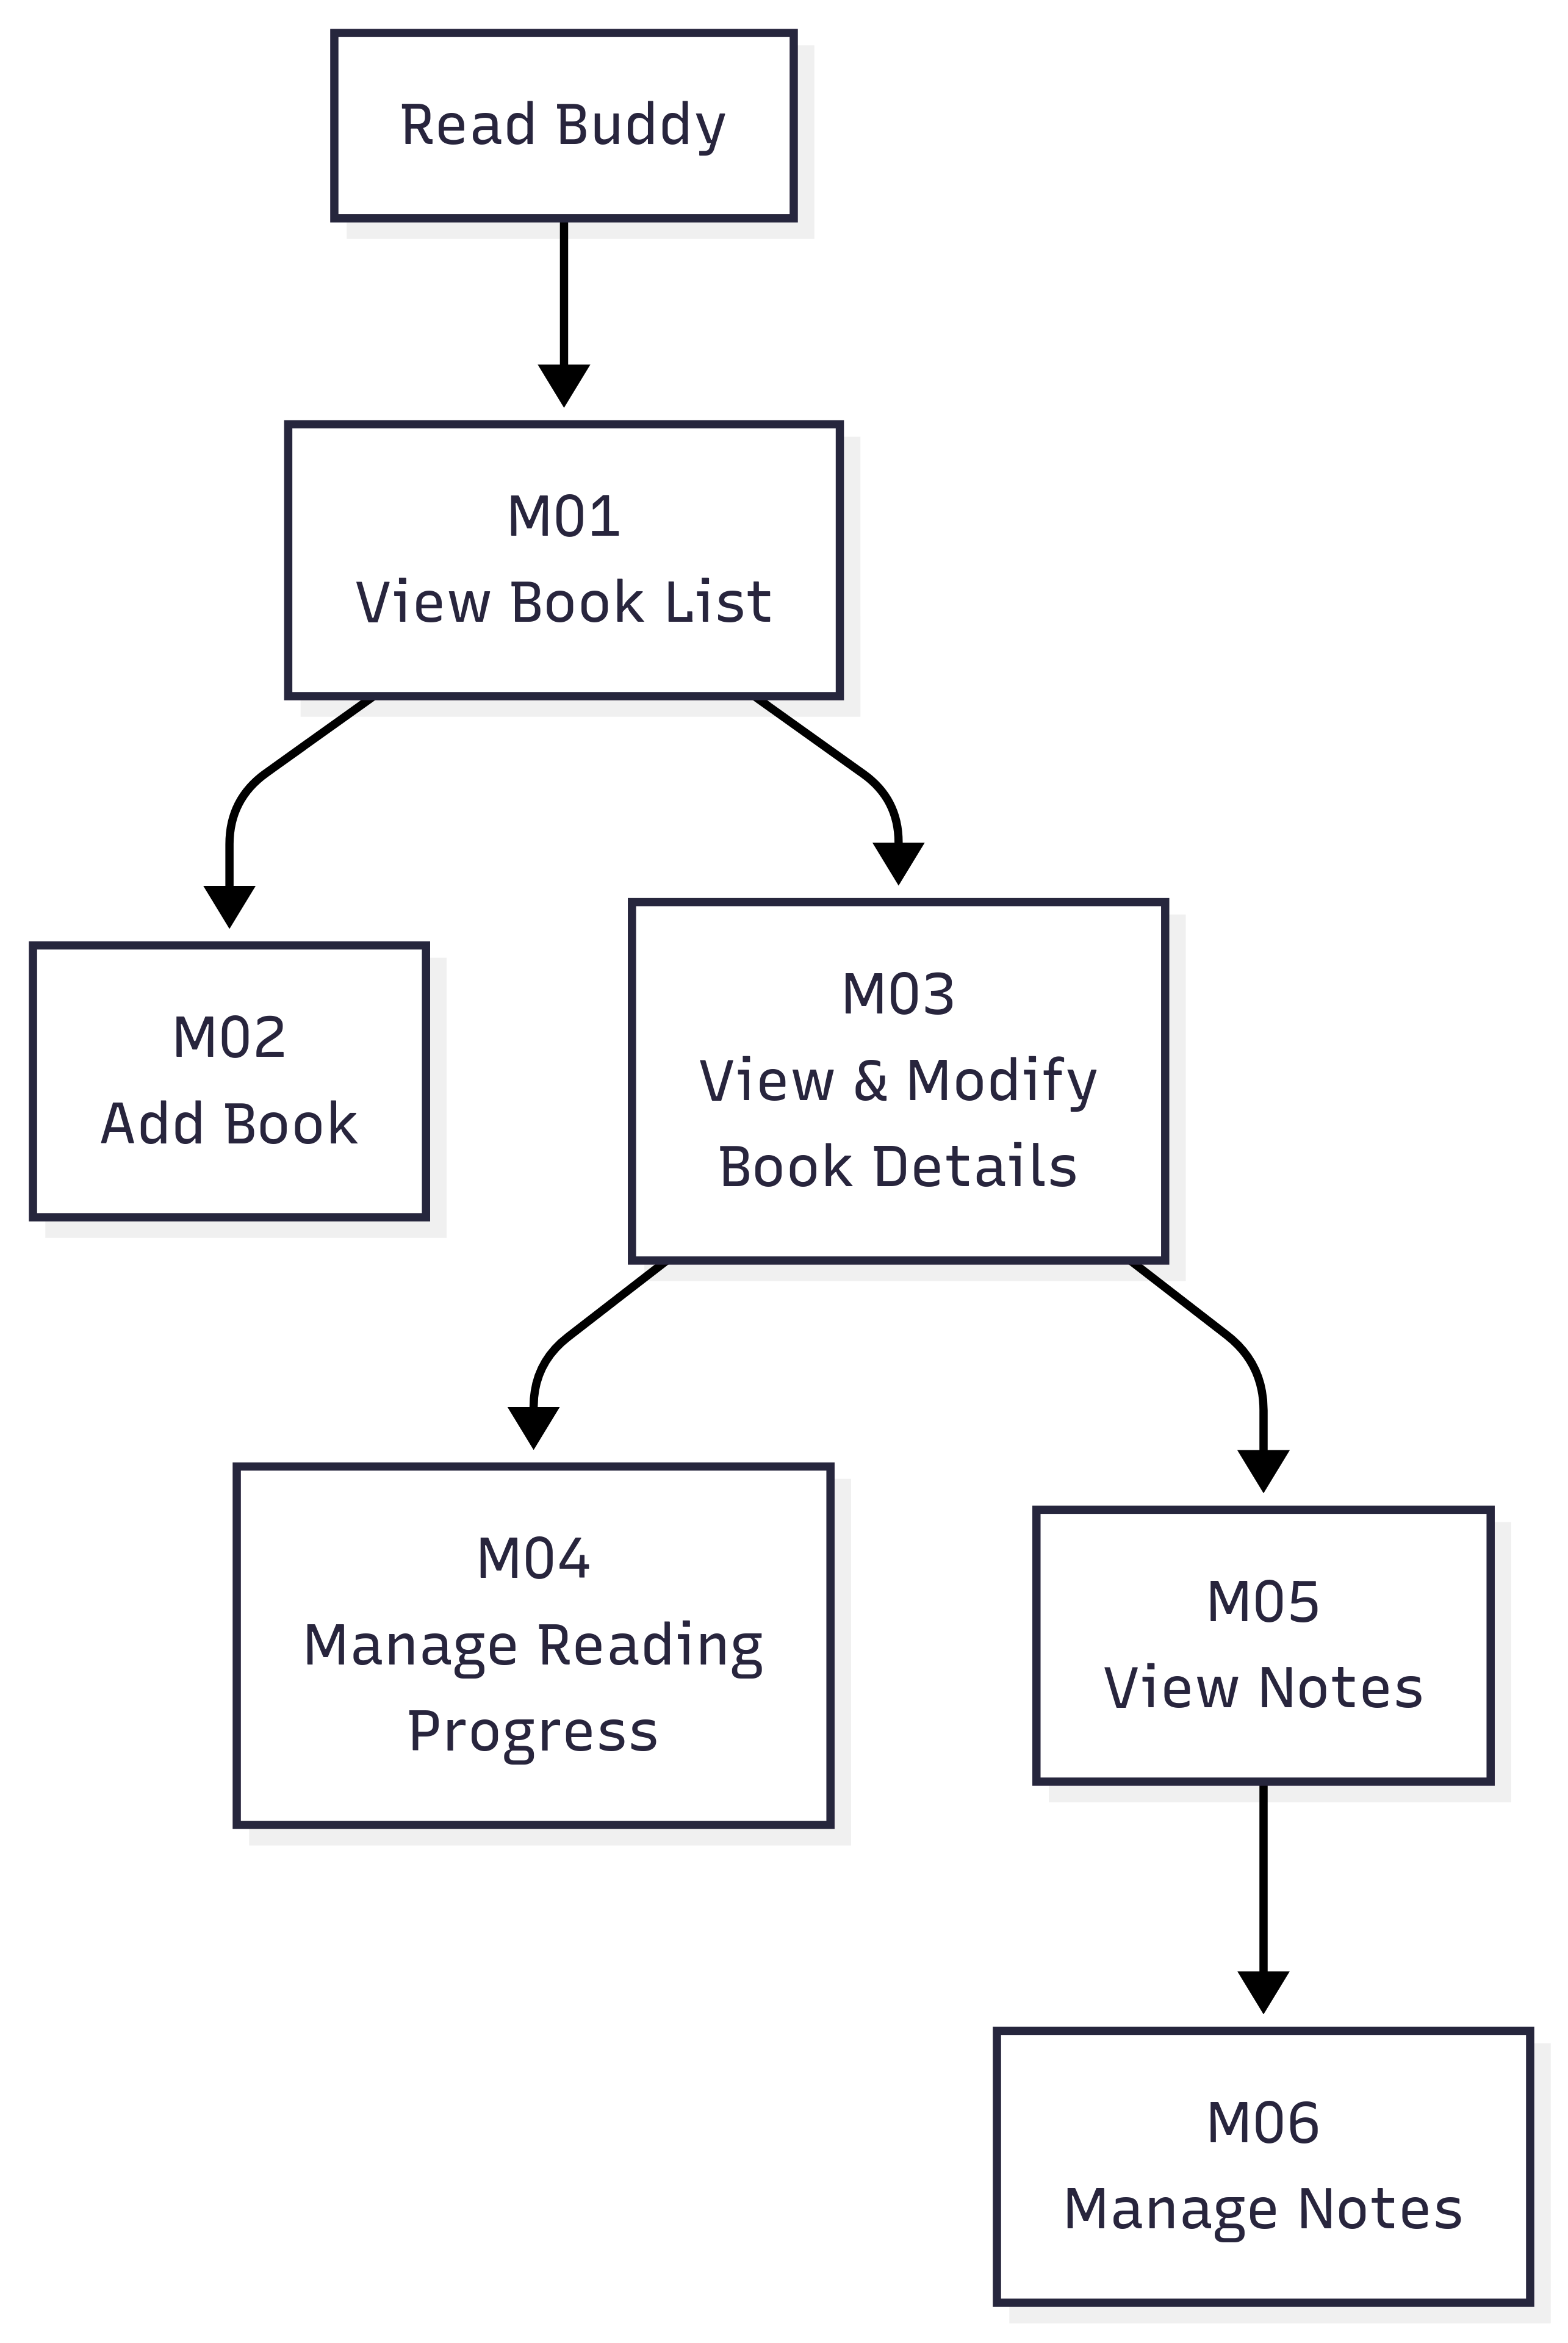 Read Buddy
M01
View Book List
M02
Add Book
M03
View & Modify
Book Details
M04
Manage Reading
Progress
M05
View Notes
M06
Manage Notes